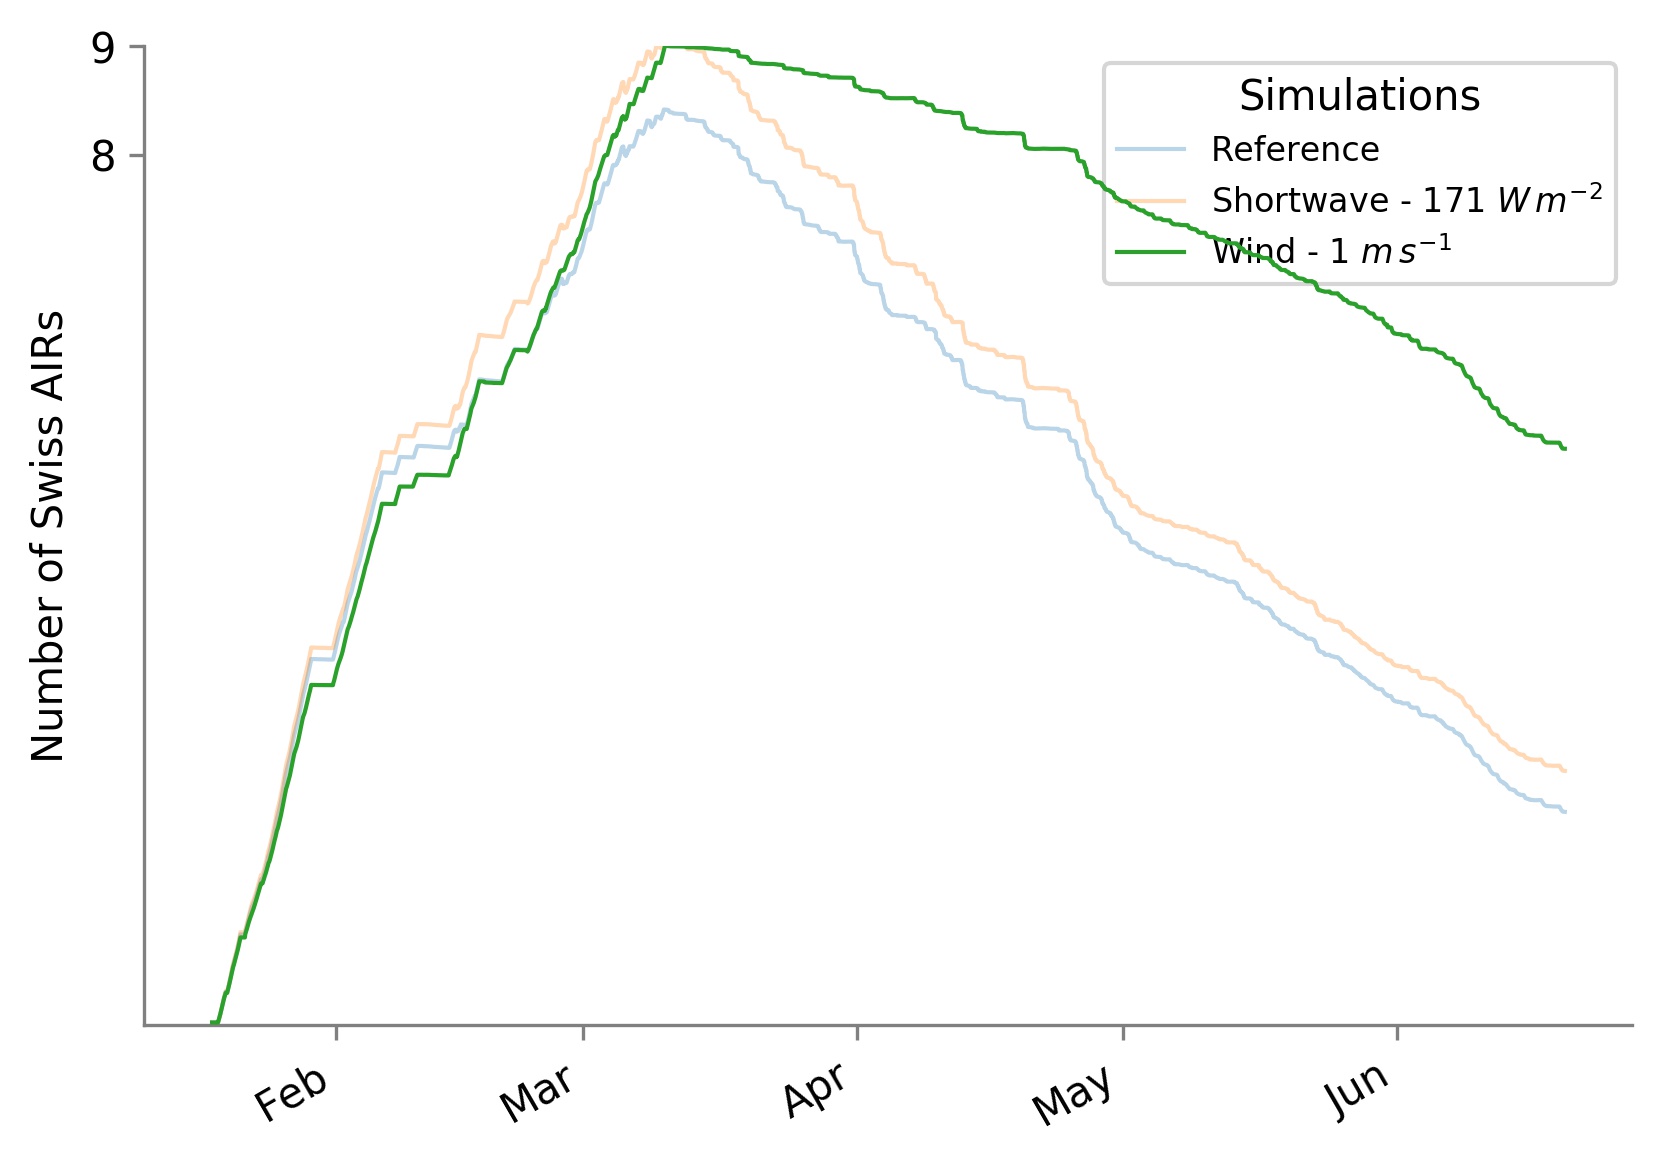 9
8
Number of Swiss AIRs
Simulations
Reference
Shortwave - 171 W m⁻²
Wind - 1 m s⁻¹
Feb
Mar
Apr
May
Jun